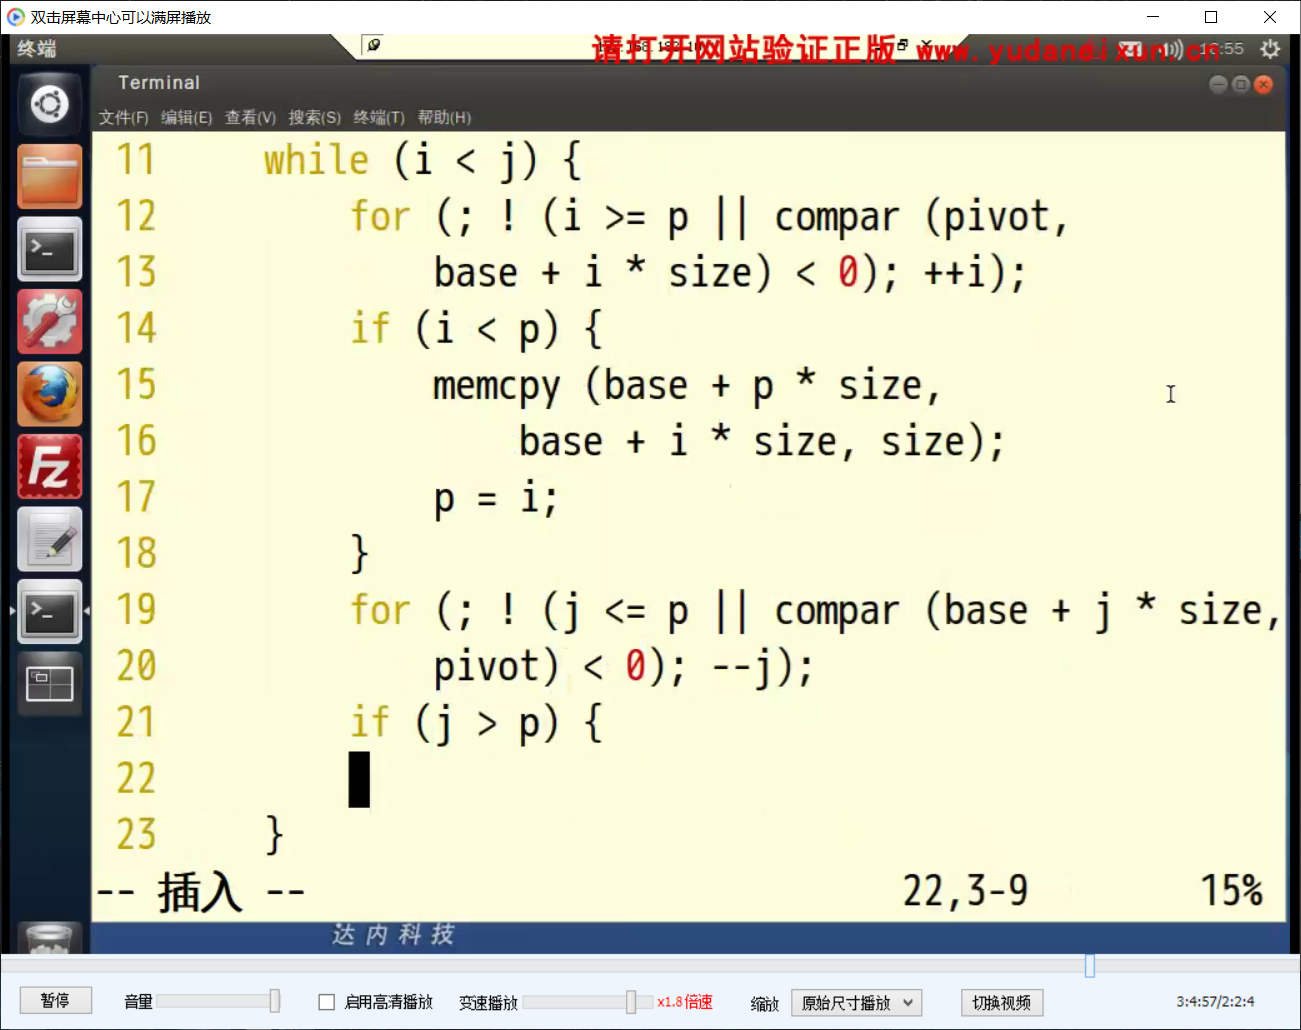 双击屏幕中心可以满屏播放
终端
请打开网站验证正版 www.yudandixun.cn
Terminal
文件(F) 编辑(E) 查看(V) 搜索(S) 终端(T) 帮助(H)
11 while (i < j) {
12 for (; ! (i >= p || compar (pivot,
13 base + i * size) < 0); ++i);
14 if (i < p) {
15 memcpy (base + p * size,
16 base + i * size, size);
17 p = i;
18 }
19 for (; ! (j <= p || compar (base + j * size,
20 pivot) < 0); --j);
21 if (j > p) {
22
23 }
-- 插入 -- 22,3-9 15%
达内科技
暂停 音量 启用高清播放 变速播放 x1.8倍速 缩放 原始尺寸播放 切换视频 3:4:57/2:2:4